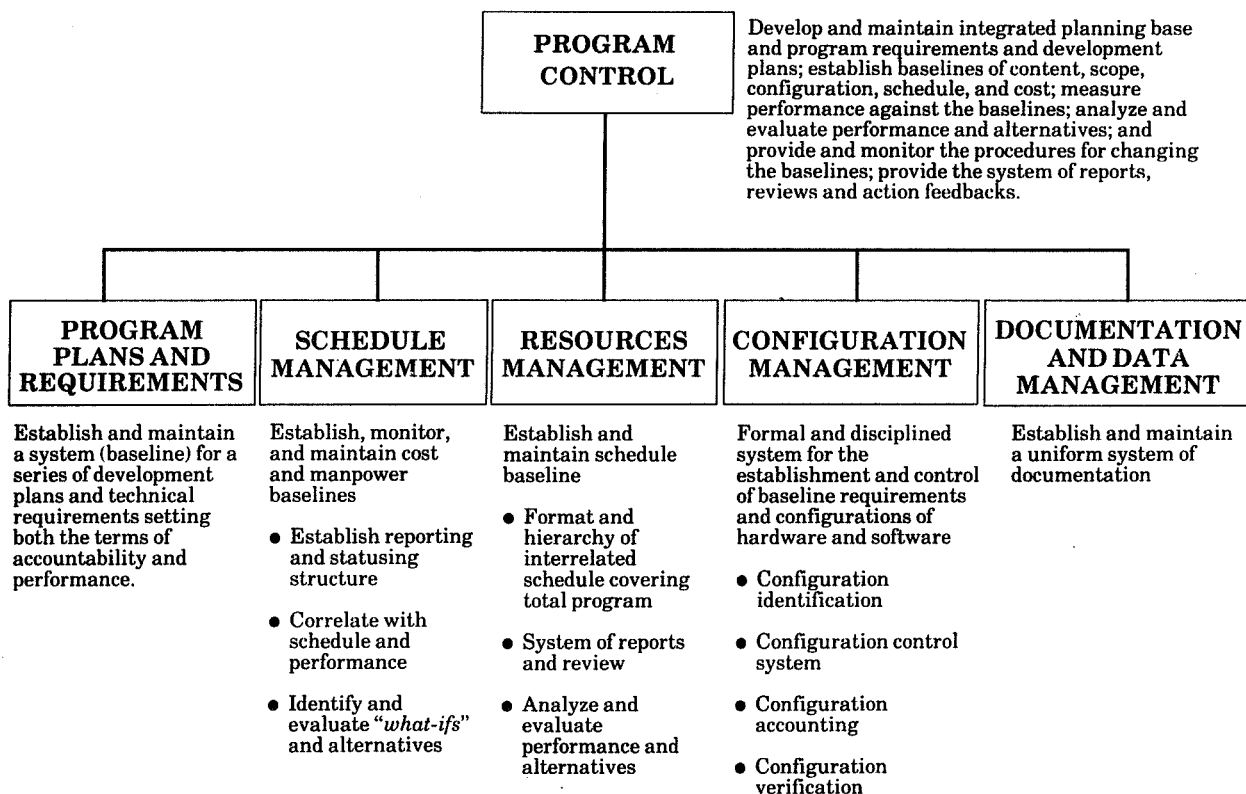 PROGRAM
CONTROL
Develop and maintain integrated planning base
and program requirements and development
plans; establish baselines of content, scope,
configuration, schedule, and cost; measure
performance against the baselines; analyze and
evaluate performance and alternatives; and
provide and monitor the procedures for changing
the baselines; provide the system of reports,
reviews and action feedbacks.
PROGRAM
PLANS AND
REQUIREMENTS
Establish and maintain
a system (baseline) for a
series of development
plans and technical
requirements setting
both the terms of
accountability and
performance.
SCHEDULE
MANAGEMENT
Establish, monitor,
and maintain cost
and manpower
baselines
● Establish reporting
and statusing
structure
● Correlate with
schedule and
performance
● Identify and
evaluate "what-ifs"
and alternatives
RESOURCES
MANAGEMENT
Establish and
maintain schedule
baseline
● Format and
hierarchy of
interrelated
schedule covering
total program
● System of reports
and review
● Analyze and
evaluate
performance and
alternatives
CONFIGURATION
MANAGEMENT
Formal and disciplined
system for the
establishment and control
of baseline requirements
and configurations of
hardware and software
● Configuration
identification
● Configuration control
system
● Configuration
accounting
● Configuration
verification
DOCUMENTATION
AND DATA
MANAGEMENT
Establish and maintain
a uniform system of
documentation